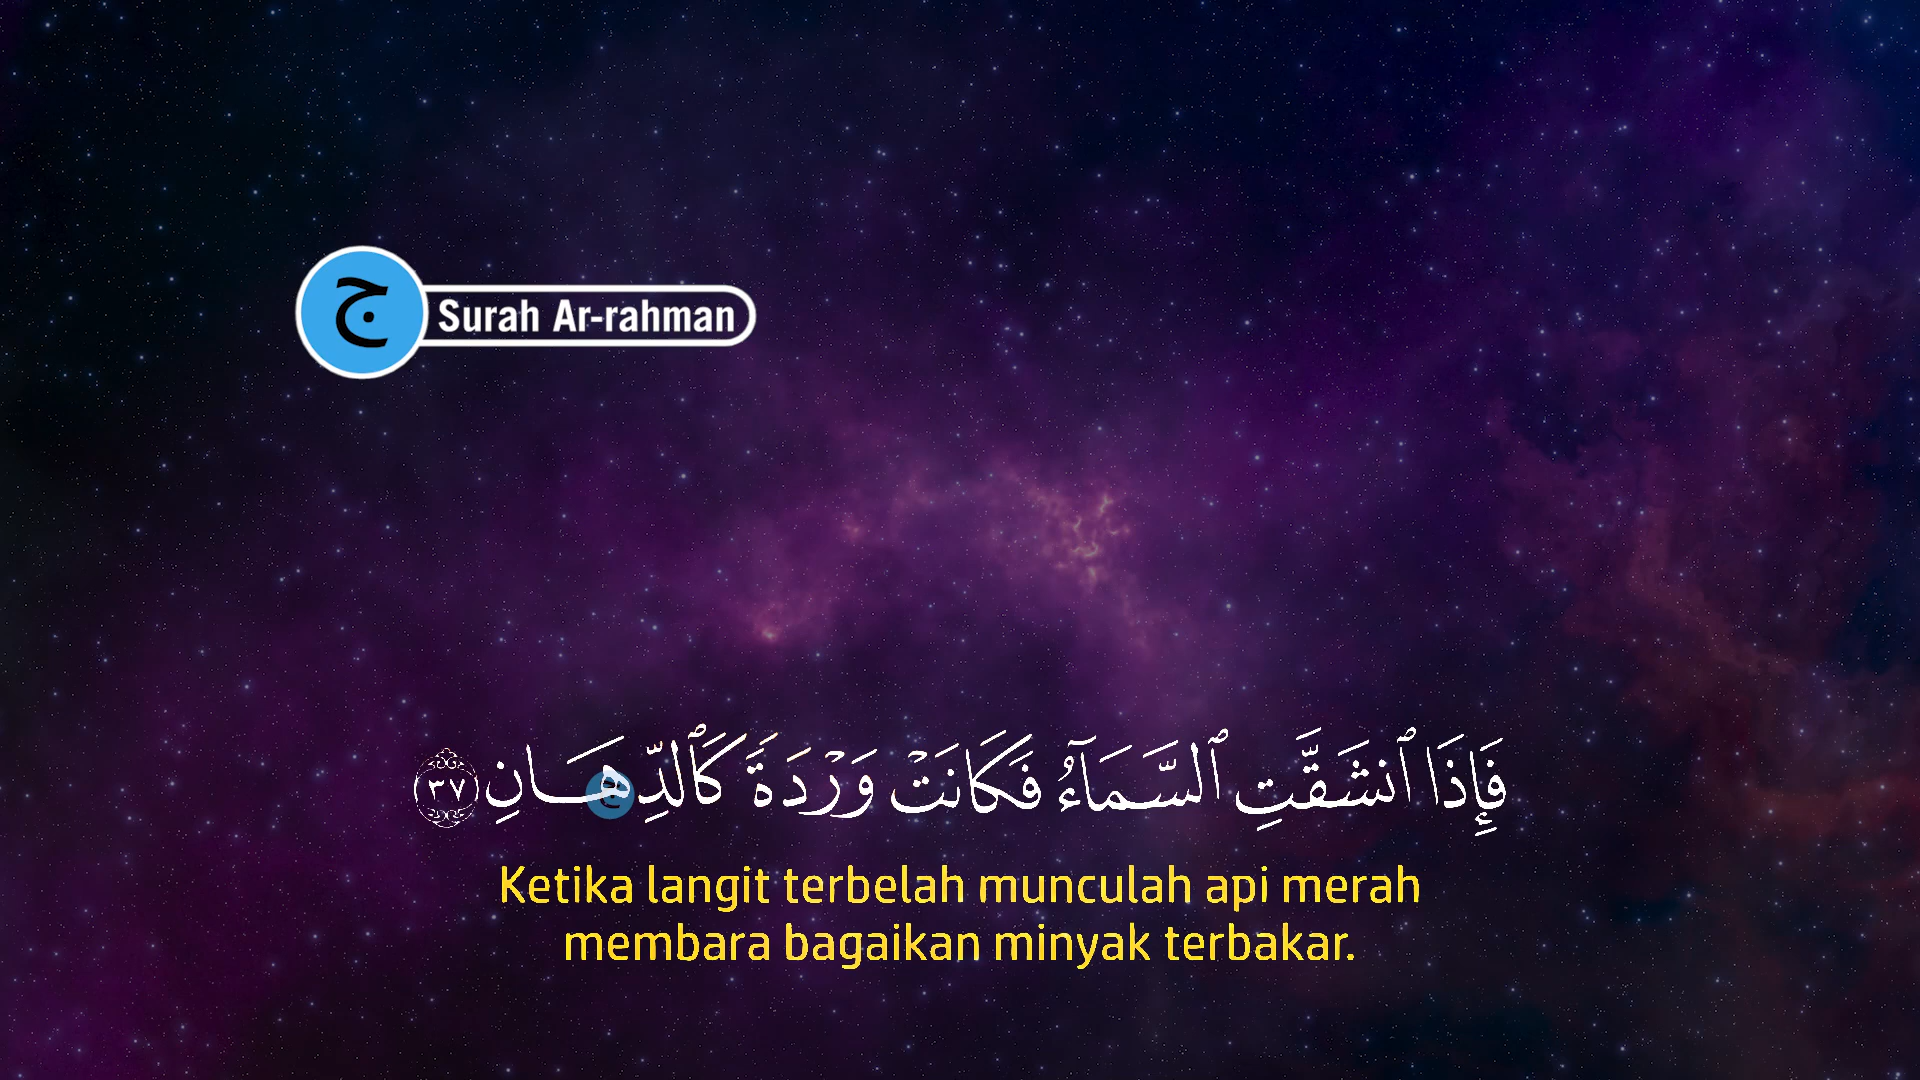 ج
Surah Ar-rahman
فَإِذَا ٱنشَقَّتِ ٱلسَّمَآءُ فَكَانَتْ وَرْدَةً كَٱلدِّهَـــانِ ٣٧
Ketika langit terbelah munculah api merah
membara bagaikan minyak terbakar.